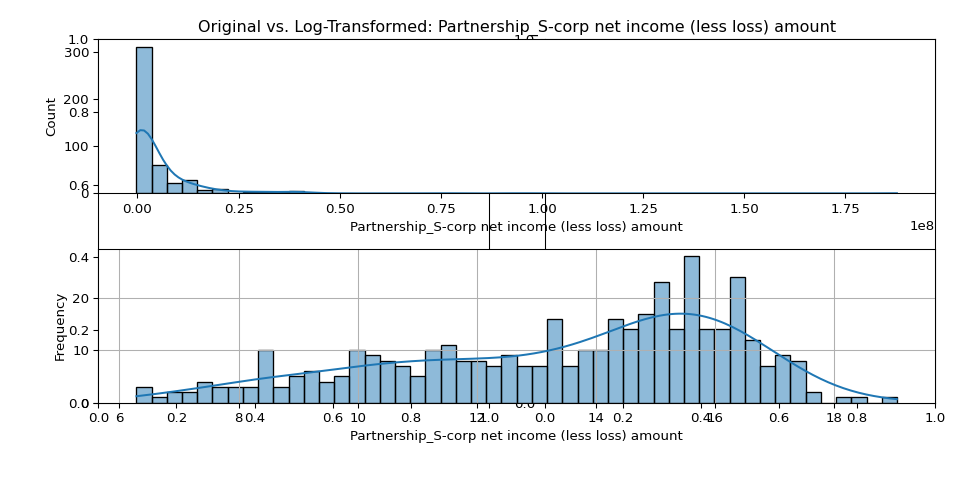 Original vs. Log-Transformed: Partnership_S-corp net income (less loss) amount
1.0
300
200
0.8
100
0.6
0
Count
0.00 0.25 0.50 0.75 1.00 1.25 1.50 1.75
1e8
Partnership_S-corp net income (less loss) amount
0.4
20
0.2
10
0.0
Frequency
0.0 6 0.2 8 0.4 0.6 10 0.8 12 1.0 0.0 14 0.2 0.4 16 0.6 18 0.8 1.0
Partnership_S-corp net income (less loss) amount